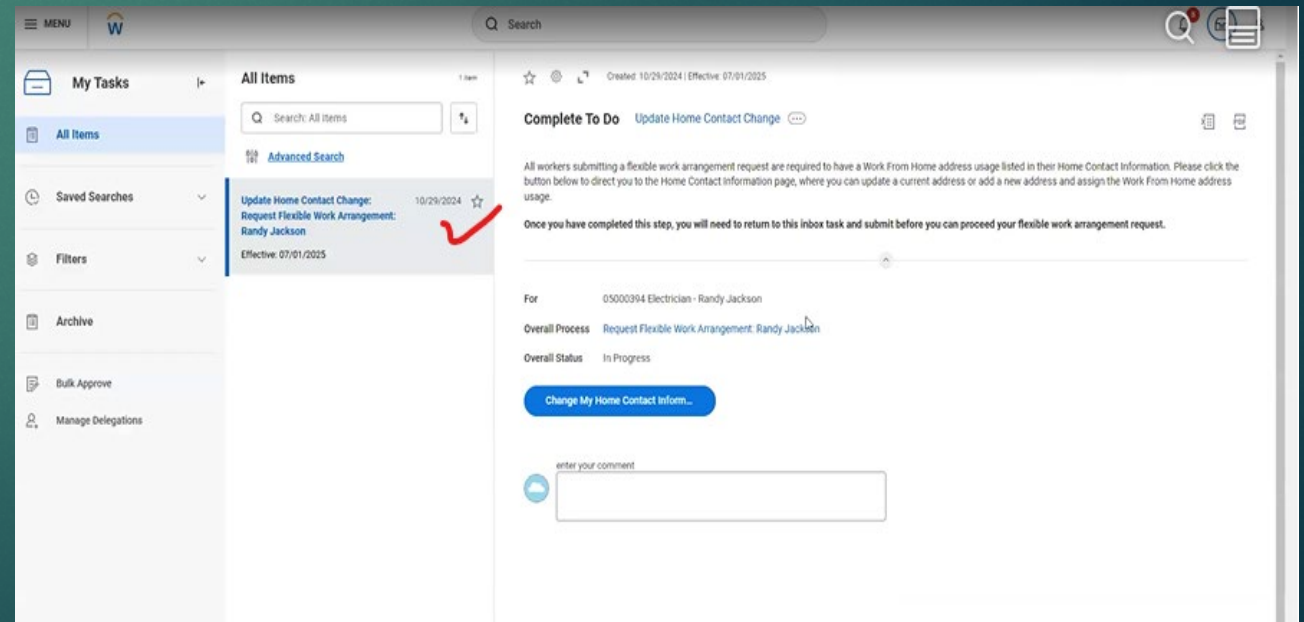 MENU
Search
My Tasks
All Items
Saved Searches
Filters
Archive
Bulk Approve
Manage Delegations
All Items
1 item
Search: All Items
Advanced Search
Update Home Contact Change: 10/29/2024
Request Flexible Work Arrangement:
Randy Jackson
Effective: 07/01/2025
Created: 10/29/2024 | Effective: 07/01/2025
Complete To Do Update Home Contact Change
All workers submitting a flexible work arrangement request are required to have a Work From Home address usage listed in their Home Contact Information. Please click the
button below to direct you to the Home Contact Information page, where you can update a current address or add a new address and assign the Work From Home address
usage.
Once you have completed this step, you will need to return to this inbox task and submit before you can proceed your flexible work arrangement request.
For 05000394 Electrician - Randy Jackson
Overall Process Request Flexible Work Arrangement: Randy Jackson
Overall Status In Progress
Change My Home Contact Inform...
enter your comment